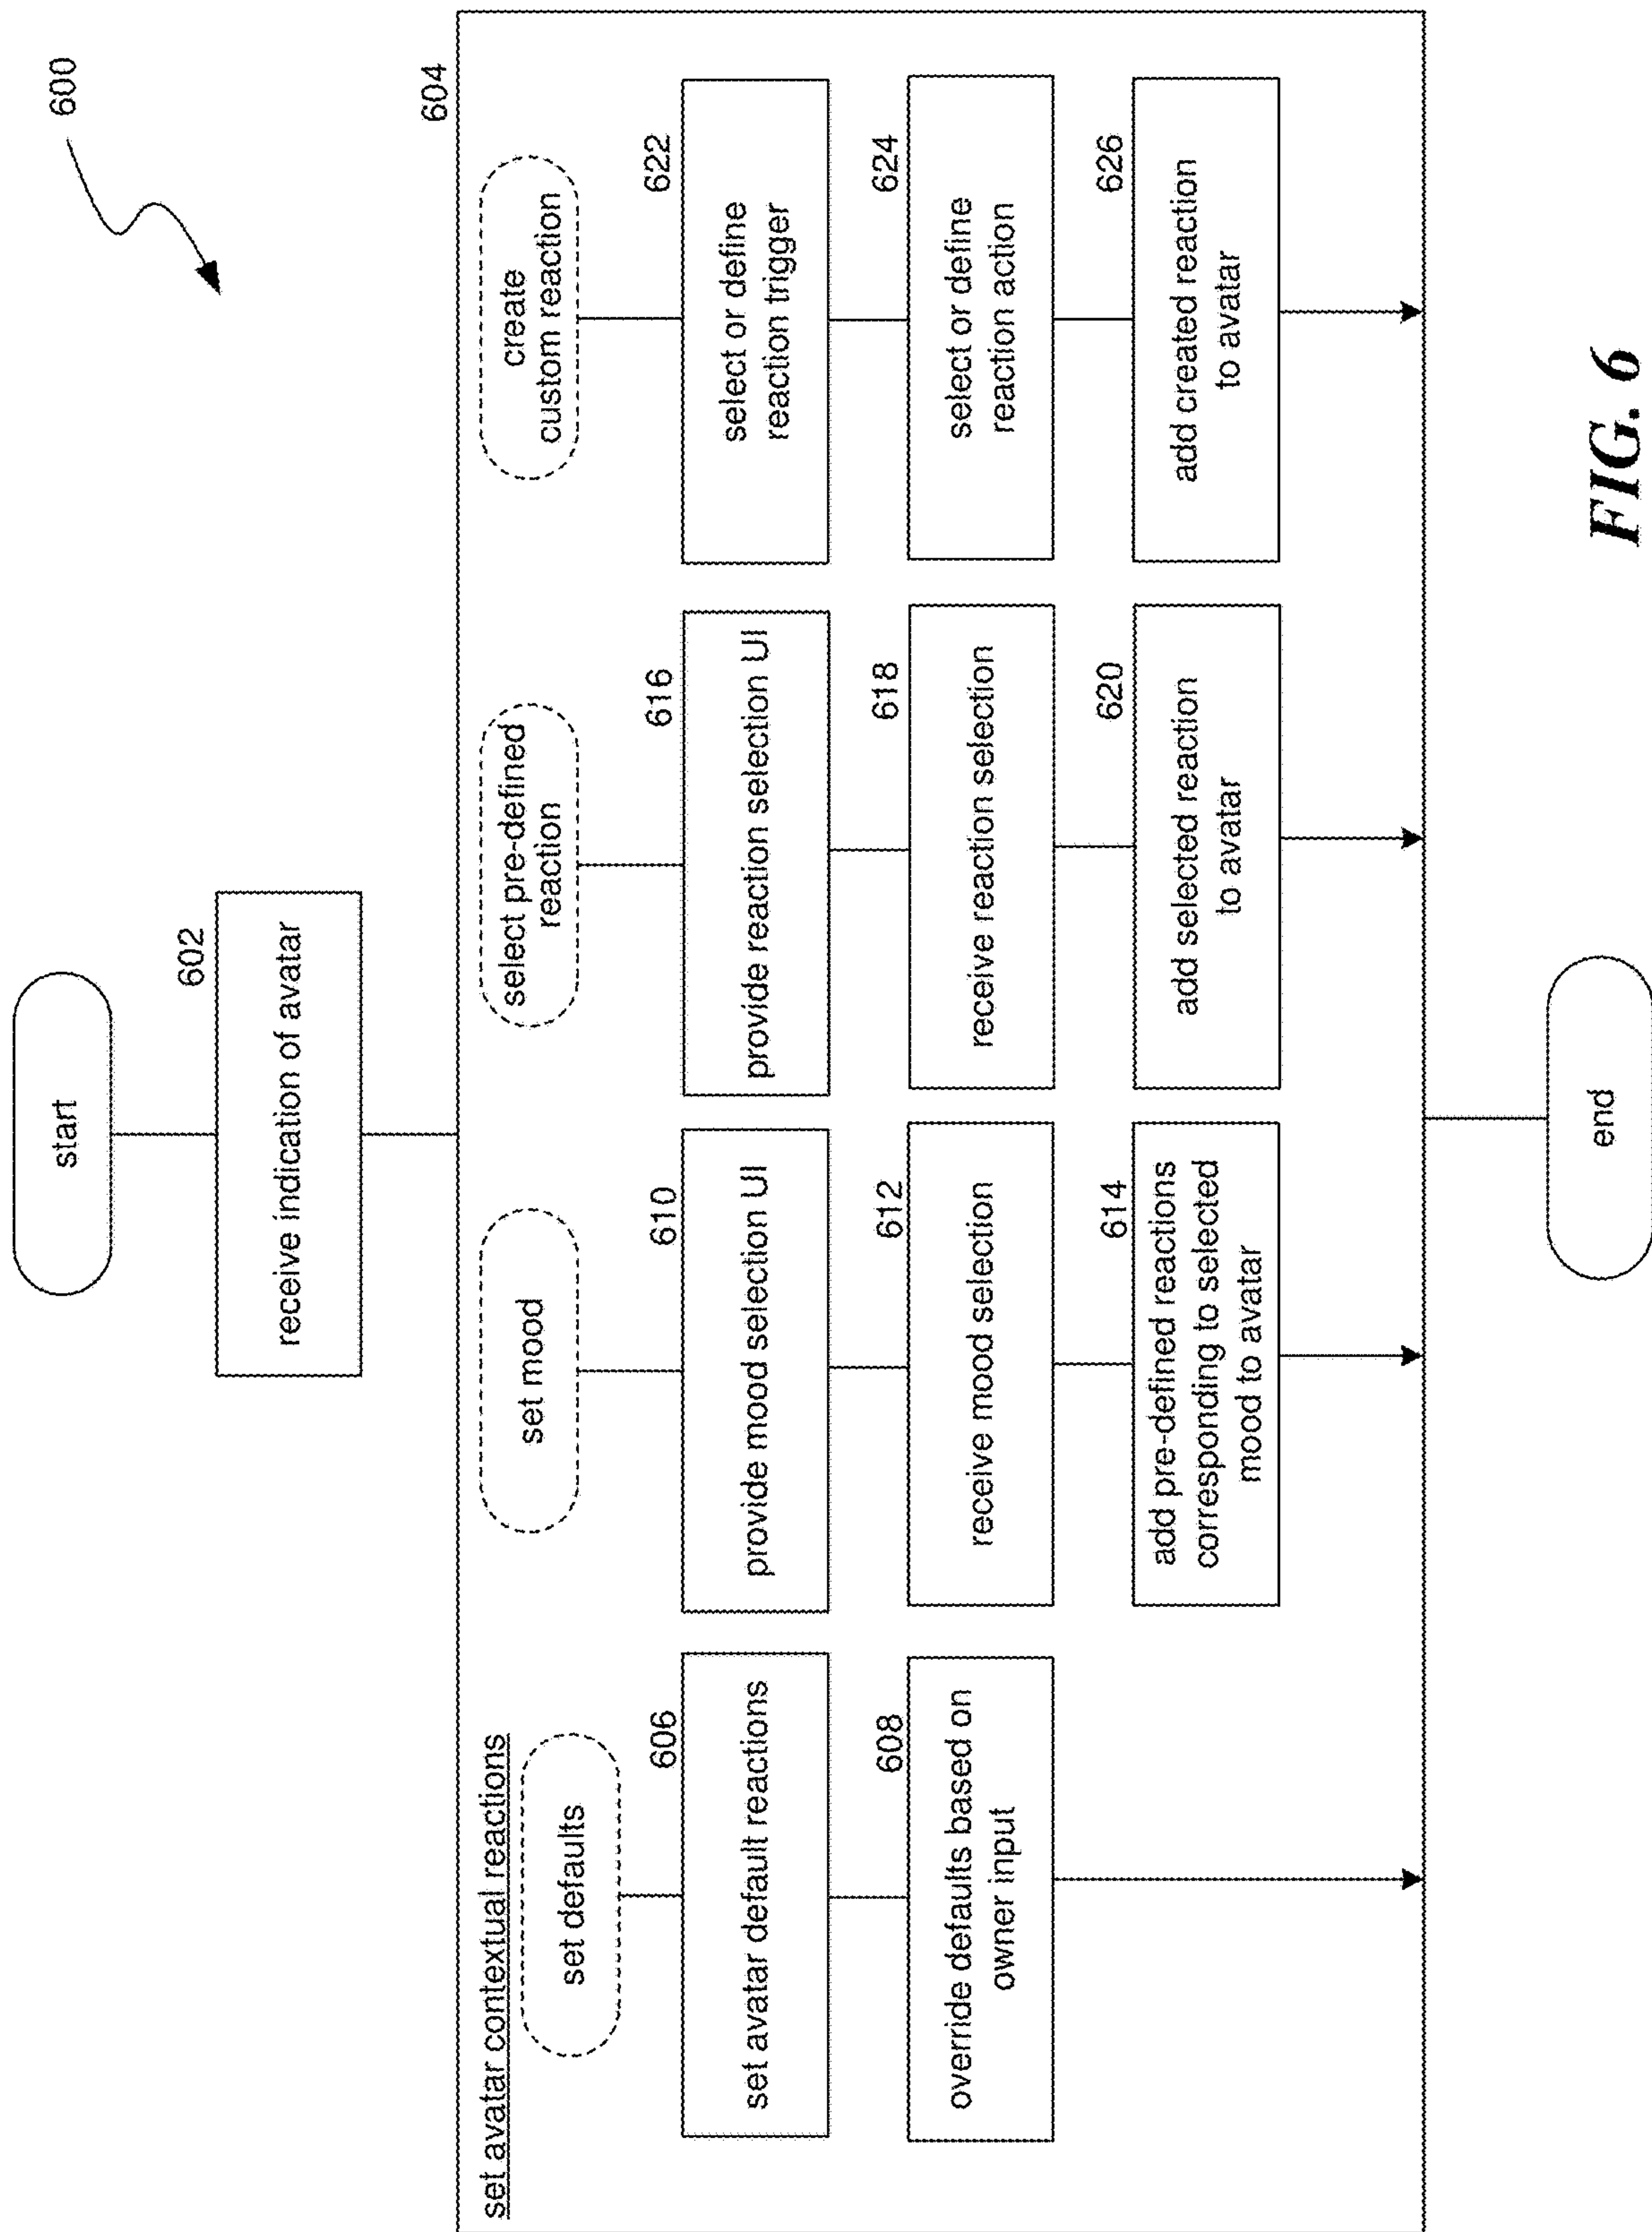 600
start
602
receive indication of avatar
604
set avatar contextual reactions
set defaults
606
set avatar default reactions
608
override defaults based on
owner input
set mood
610
provide mood selection UI
612
receive mood selection
614
add pre-defined reactions
corresponding to selected
mood to avatar
select pre-defined
reaction
616
provide reaction selection UI
618
receive reaction selection
620
add selected reaction
to avatar
create
custom reaction
622
select or define
reaction trigger
624
select or define
reaction action
626
add created reaction
to avatar
end
FIG. 6